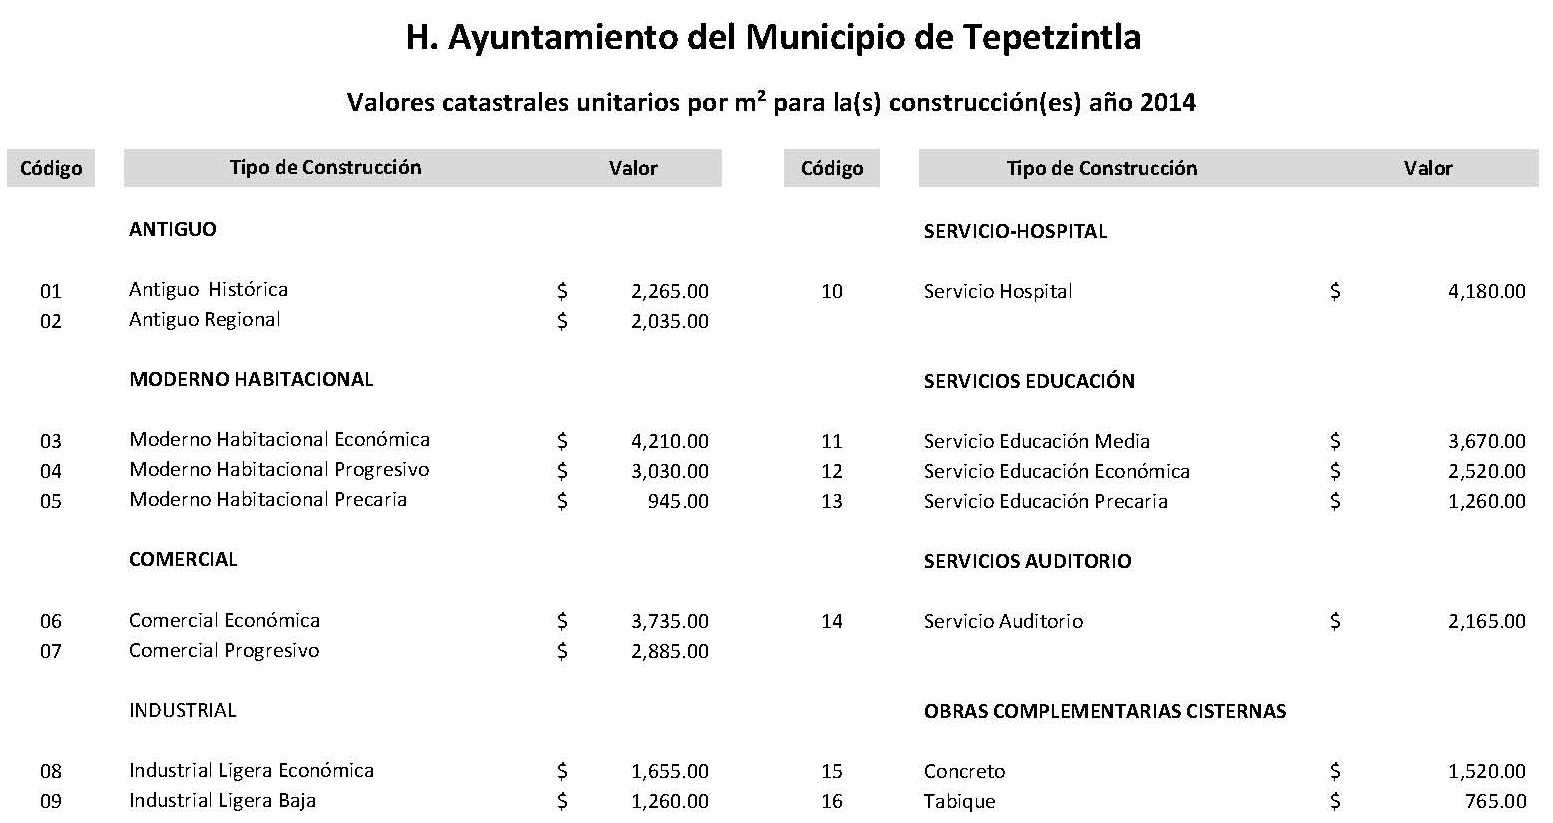 H. Ayuntamiento del Municipio de Tepetzintla
Valores catastrales unitarios por m² para la(s) construcción(es) año 2014
Código Tipo de Construcción Valor Código Tipo de Construcción Valor
ANTIGUO SERVICIO-HOSPITAL
01 Antiguo Histórica $ 2,265.00 10 Servicio Hospital $ 4,180.00
02 Antiguo Regional $ 2,035.00
MODERNO HABITACIONAL SERVICIOS EDUCACIÓN
03 Moderno Habitacional Económica $ 4,210.00 11 Servicio Educación Media $ 3,670.00
04 Moderno Habitacional Progresivo $ 3,030.00 12 Servicio Educación Económica $ 2,520.00
05 Moderno Habitacional Precaria $ 945.00 13 Servicio Educación Precaria $ 1,260.00
COMERCIAL SERVICIOS AUDITORIO
06 Comercial Económica $ 3,735.00 14 Servicio Auditorio $ 2,165.00
07 Comercial Progresivo $ 2,885.00
INDUSTRIAL OBRAS COMPLEMENTARIAS CISTERNAS
08 Industrial Ligera Económica $ 1,655.00 15 Concreto $ 1,520.00
09 Industrial Ligera Baja $ 1,260.00 16 Tabique $ 765.00